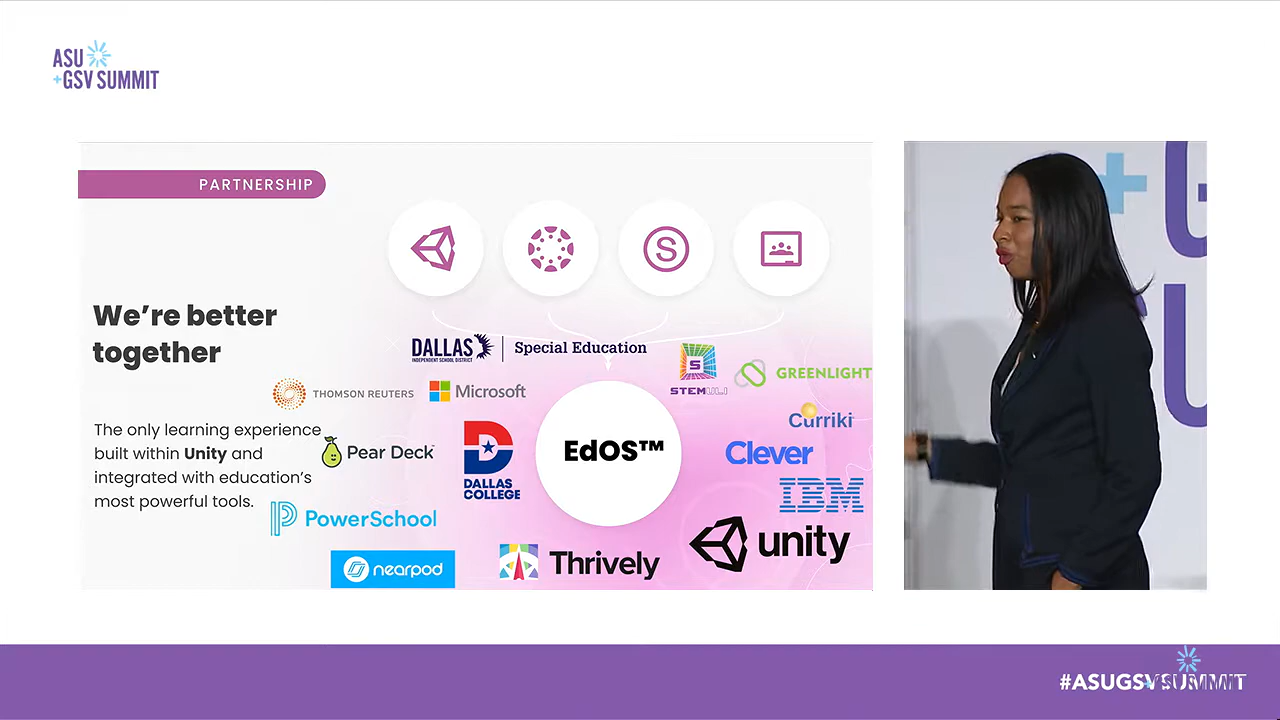 ASU
+GSV SUMMIT
PARTNERSHIP
S
We're better
together
DALLAS
INDEPENDENT SCHOOL DISTRICT
Special Education
S
STEMULI
GREENLIGHT
THOMSON REUTERS
Microsoft
Curriki
The only learning experience
built within Unity and
integrated with education's
most powerful tools.
Pear Deck
DALLAS
COLLEGE
EdOS™
Clever
IBM
PowerSchool
unity
nearpod
Thrively
#ASUGSVSUMMIT